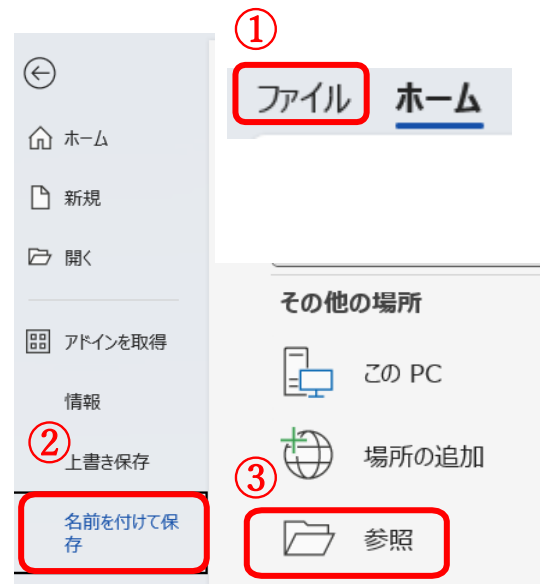 ①
ファイル ホーム
ホーム
新規
開く
アドインを取得
情報
②
上書き保存
名前を付けて保
存
その他の場所
この PC
場所の追加
③
参照